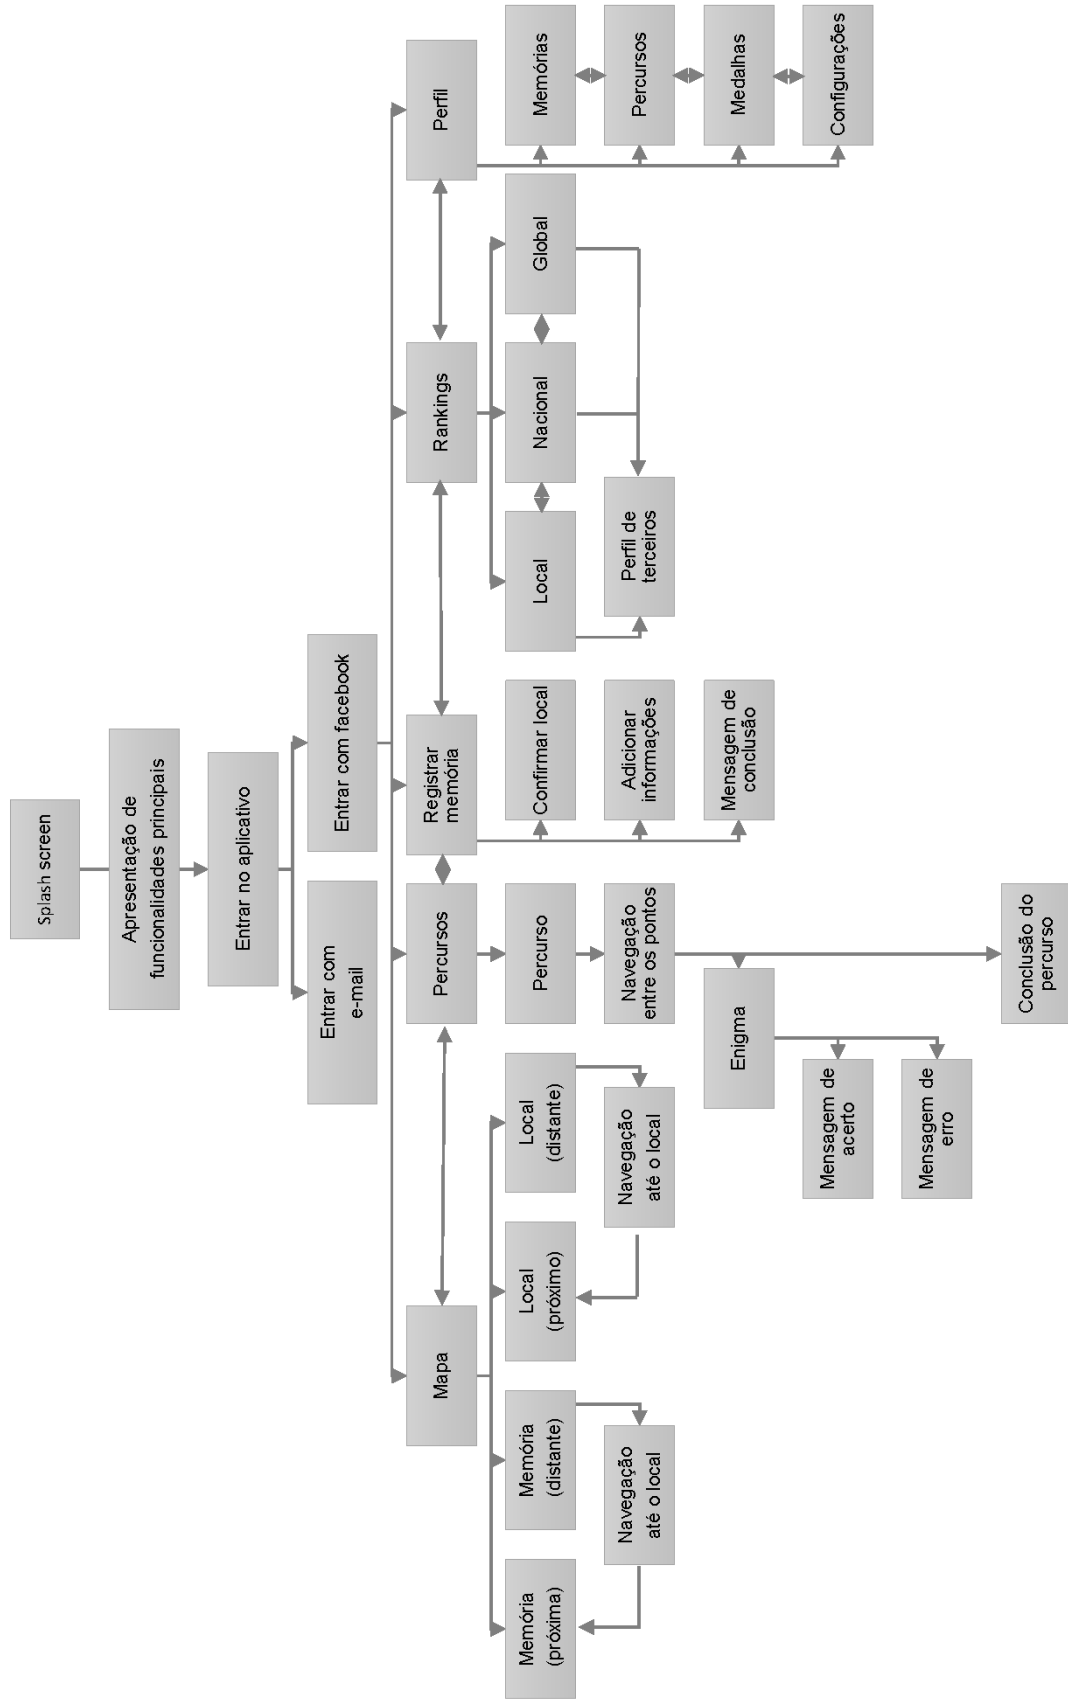 Splash screen
Apresentação de
funcionalidades principais
Entrar no aplicativo
Entrar com
e-mail
Entrar com facebook
Mapa
Percursos
Registrar
memória
Rankings
Perfil
Memória
(próxima)
Memória
(distante)
Local
(próximo)
Local
(distante)
Percurso
Confirmar local
Local
Nacional
Global
Memórias
Navegação
até o local
Navegação
até o local
Navegação
entre os pontos
Adicionar
informações
Perfil de
terceiros
Percursos
Enigma
Mensagem de
conclusão
Medalhas
Mensagem de
acerto
Configurações
Mensagem de
erro
Conclusão do
percurso